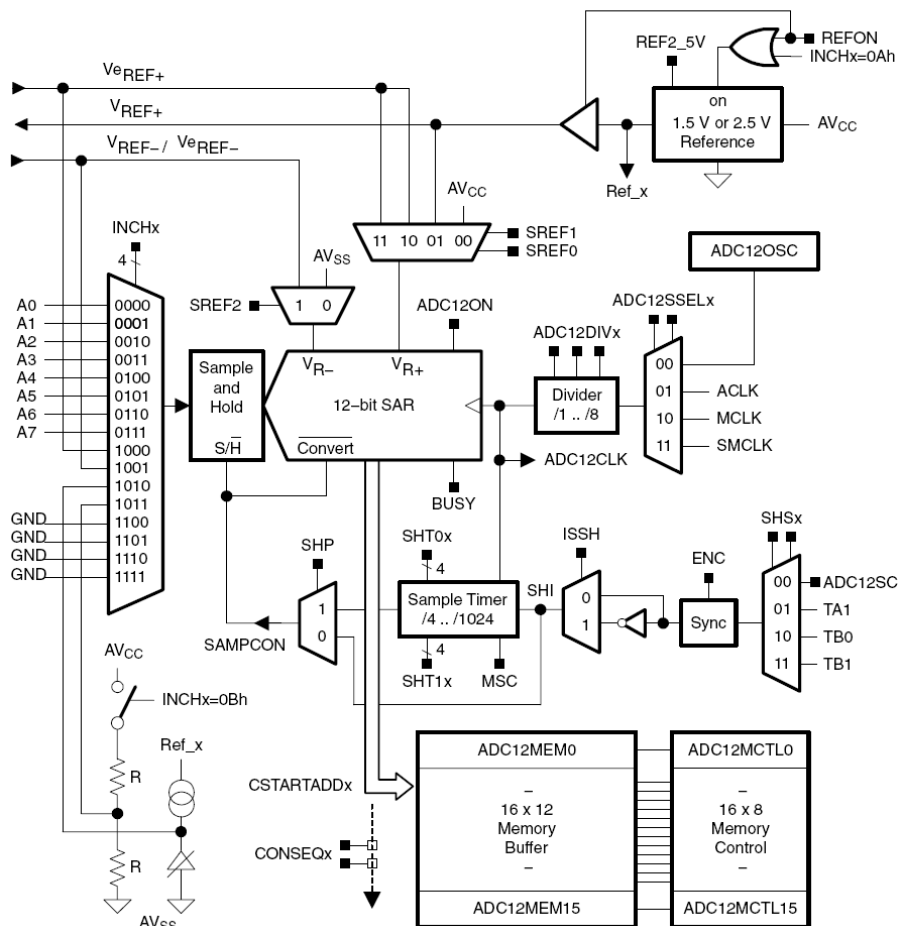 VeREF+
REF2_5V
REFON
INCHx=0Ah
VREF+
on
1.5 V or 2.5 V
Reference
AVCC
VREF− / VeREF−
Ref_x
INCHx
4
AVCC
11 10 01 00
SREF1
SREF0
AVSS
SREF2
1 0
ADC12OSC
ADC12ON
ADC12SSELx
ADC12DIVx
A0 0000
A1 0001
A2 0010
A3 0011
A4 0100
A5 0101
A6 0110
A7 0111
1000
1001
1010
1011
GND 1100
GND 1101
GND 1110
GND 1111
Sample
and
Hold
S/H
VR− VR+
12−bit SAR
Convert
Divider
/1 .. /8
00
01 ACLK
10 MCLK
11 SMCLK
ADC12CLK
BUSY
SHP
SHT0x
4
ISSH
ENC
SHSx
1
0
Sample Timer
/4 .. /1024
SHI
0
1
Sync
00 ADC12SC
01 TA1
10 TB0
11 TB1
SAMPCON
4
SHT1x
MSC
AVCC
INCHx=0Bh
Ref_x
R
R
AVSS
CSTARTADDx
CONSEQx
ADC12MEM0
−
16 x 12
Memory
Buffer
−
ADC12MEM15
ADC12MCTL0
−
16 x 8
Memory
Control
−
ADC12MCTL15